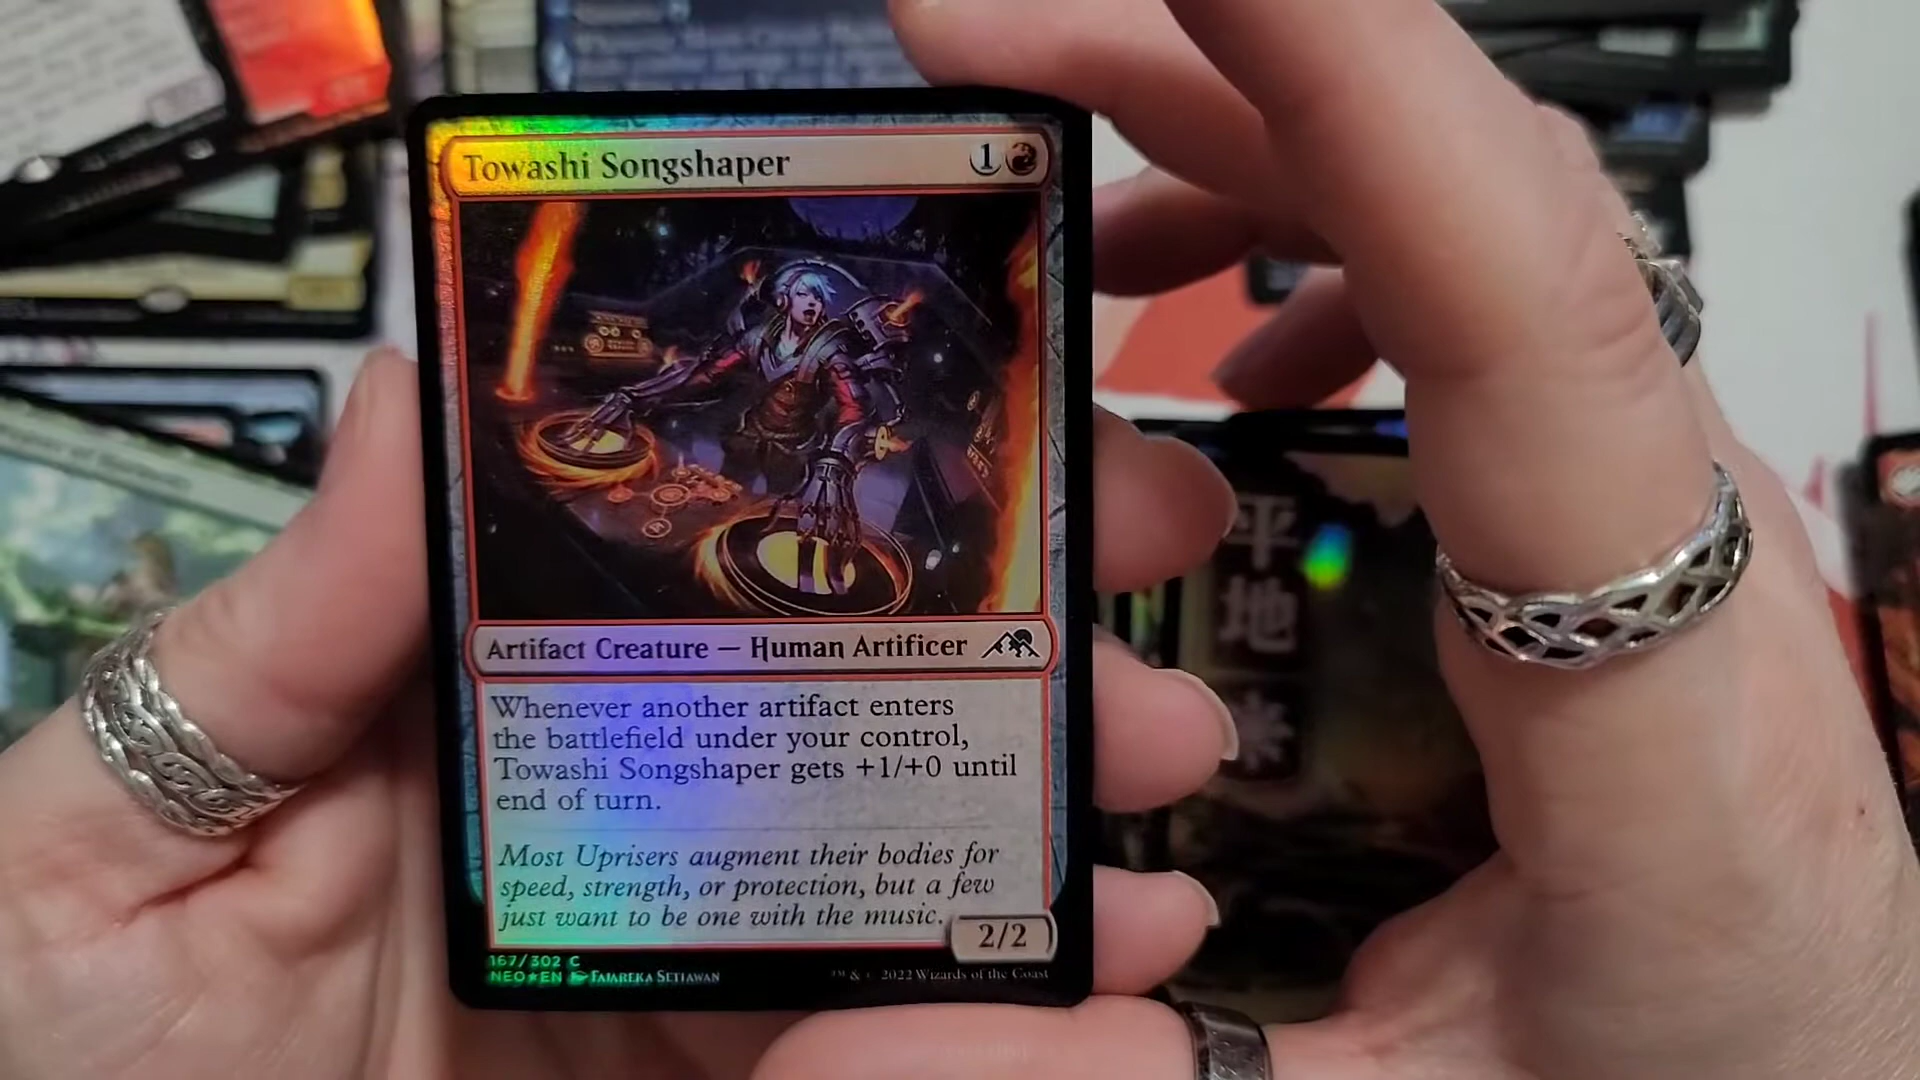 Towashi Songshaper
1
Artifact Creature — Human Artificer
Whenever another artifact enters
the battlefield under your control,
Towashi Songshaper gets +1/+0 until
end of turn.
Most Uprisers augment their bodies for
speed, strength, or protection, but a few
just want to be one with the music.
2/2
167/302 C
NEO★EN Fajareka Setiawan
™ & © 2022 Wizards of the Coast
平
地